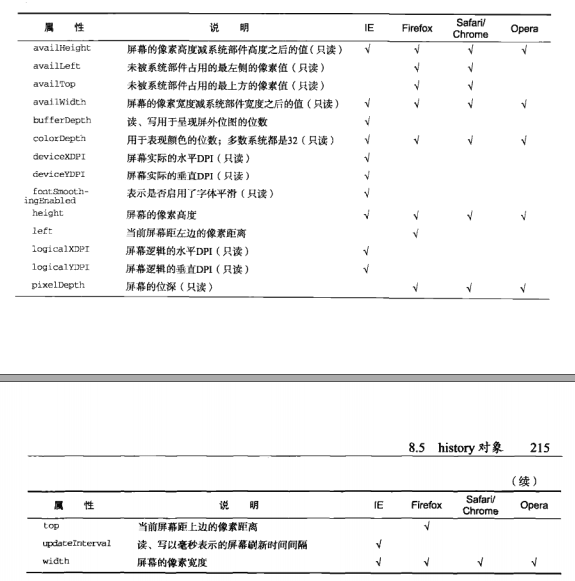 属 性 说 明 IE Firefox Safari/ Chrome Opera
availHeight 屏幕的像素高度减系统部件高度之后的值(只读) √ √ √ √
availLeft 未被系统部件占用的最左侧的像素值(只读) √ √
availTop 未被系统部件占用的最上方的像素值(只读) √ √
availWidth 屏幕的像素宽度减系统部件宽度之后的值(只读) √ √ √ √
bufferDepth 读、写用于呈现屏外位图的位数 √
colorDepth 用于表现颜色的位数;多数系统都是32(只读) √ √ √ √
deviceXDPI 屏幕实际的水平DPI(只读) √
deviceYDPI 屏幕实际的垂直DPI(只读) √
fontSmooth- 表示是否启用了字体平滑(只读) √
ingEnabled
height 屏幕的像素高度 √ √ √ √
left 当前屏幕距左边的像素距离 √
logicalXDPI 屏幕逻辑的水平DPI(只读) √
logicalYDPI 屏幕逻辑的垂直DPI(只读) √
pixelDepth 屏幕的位深(只读) √ √ √
8.5 history 对象 215
(续)
属 性 说 明 IE Firefox Safari/ Chrome Opera
top 当前屏幕距上边的像素距离 √
updateInterval 读、写以毫秒表示的屏幕刷新时间间隔 √
width 屏幕的像素宽度 √ √ √ √